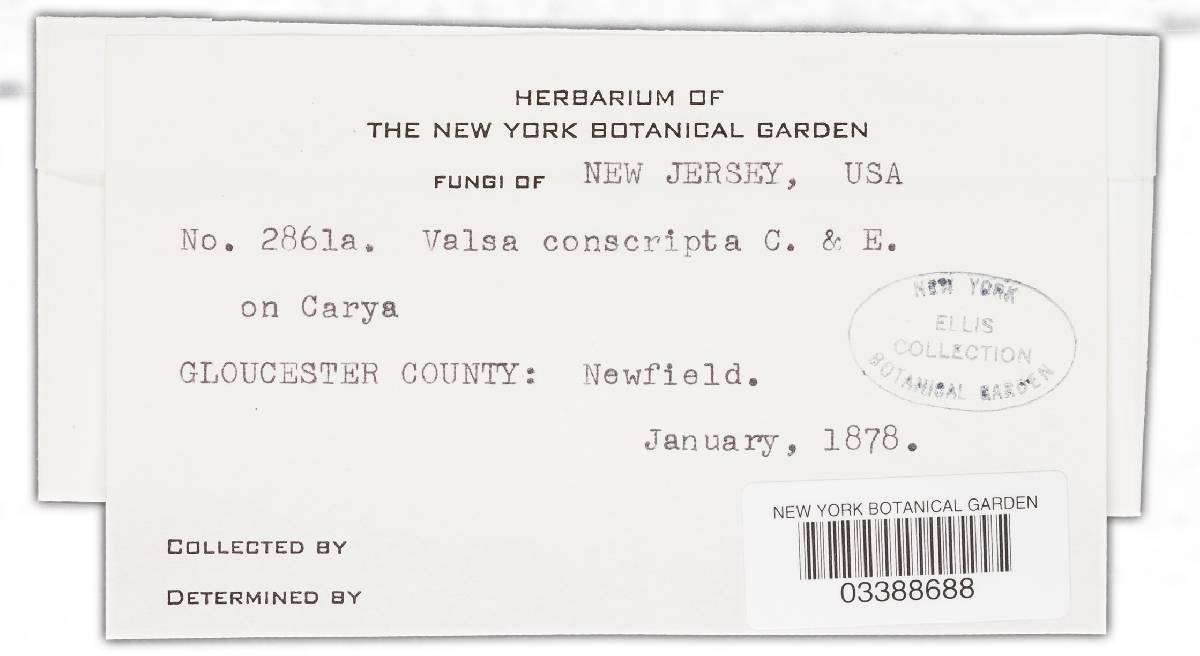 HERBARIUM OF
THE NEW YORK BOTANICAL GARDEN
FUNGI OF NEW JERSEY, USA
No. 2861a. Valsa conscripta C. & E.
on Carya
NEW YORK
ELLIS
COLLECTION
BOTANICAL GARDEN
GLOUCESTER COUNTY: Newfield.
January, 1878.
NEW YORK BOTANICAL GARDEN
03388688
COLLECTED BY
DETERMINED BY